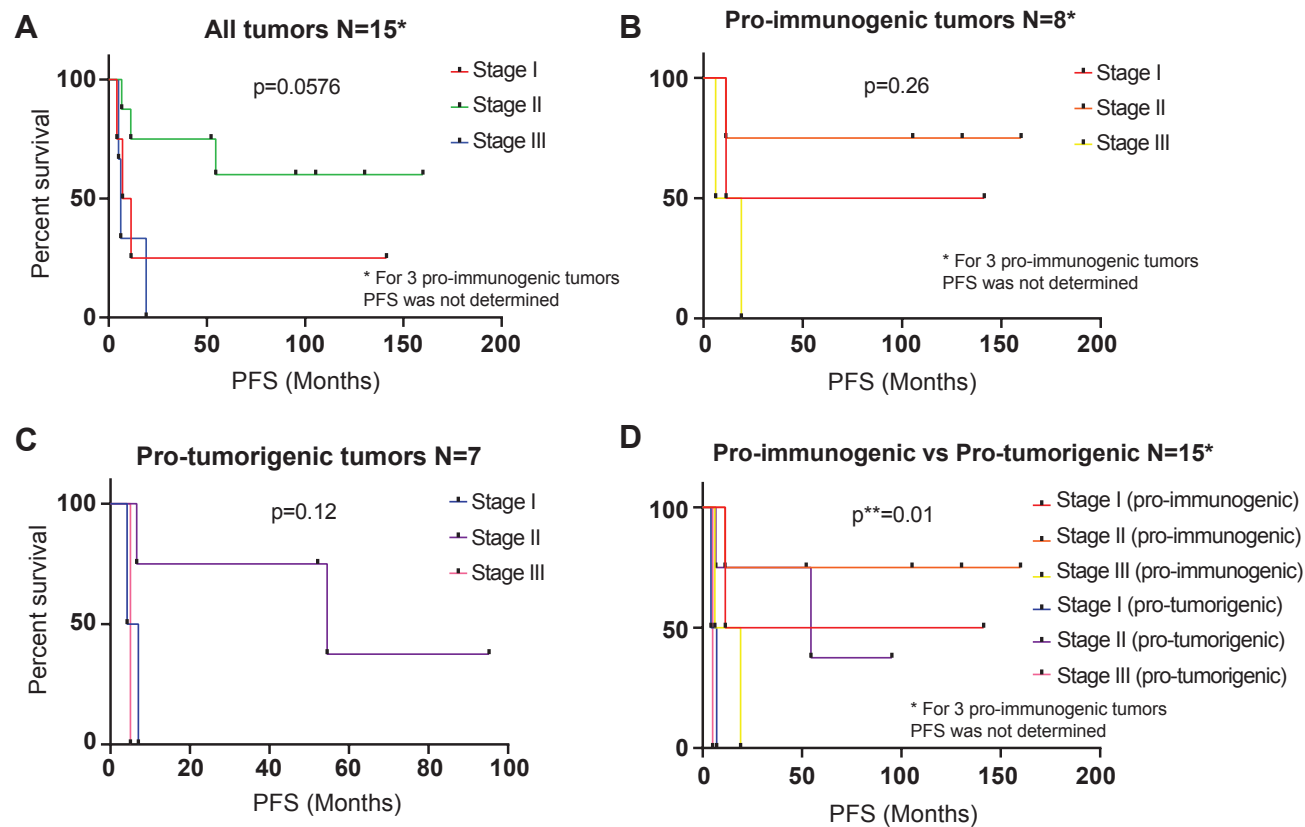 A
All tumors N=15*
p=0.0576
Stage I
Stage II
Stage III
Percent survival
100
50
0
0 50 100 150 200
PFS (Months)
* For 3 pro-immunogenic tumors
PFS was not determined
B
Pro-immunogenic tumors N=8*
p=0.26
Stage I
Stage II
Stage III
100
50
0
0 50 100 150 200
PFS (Months)
* For 3 pro-immunogenic tumors
PFS was not determined
C
Pro-tumorigenic tumors N=7
p=0.12
Stage I
Stage II
Stage III
Percent survival
100
50
0
0 20 40 60 80 100
PFS (Months)
D
Pro-immunogenic vs Pro-tumorigenic N=15*
p**=0.01
Stage I (pro-immunogenic)
Stage II (pro-immunogenic)
Stage III (pro-immunogenic)
Stage I (pro-tumorigenic)
Stage II (pro-tumorigenic)
Stage III (pro-tumorigenic)
100
50
0
0 50 100 150 200
PFS (Months)
* For 3 pro-immunogenic tumors
PFS was not determined